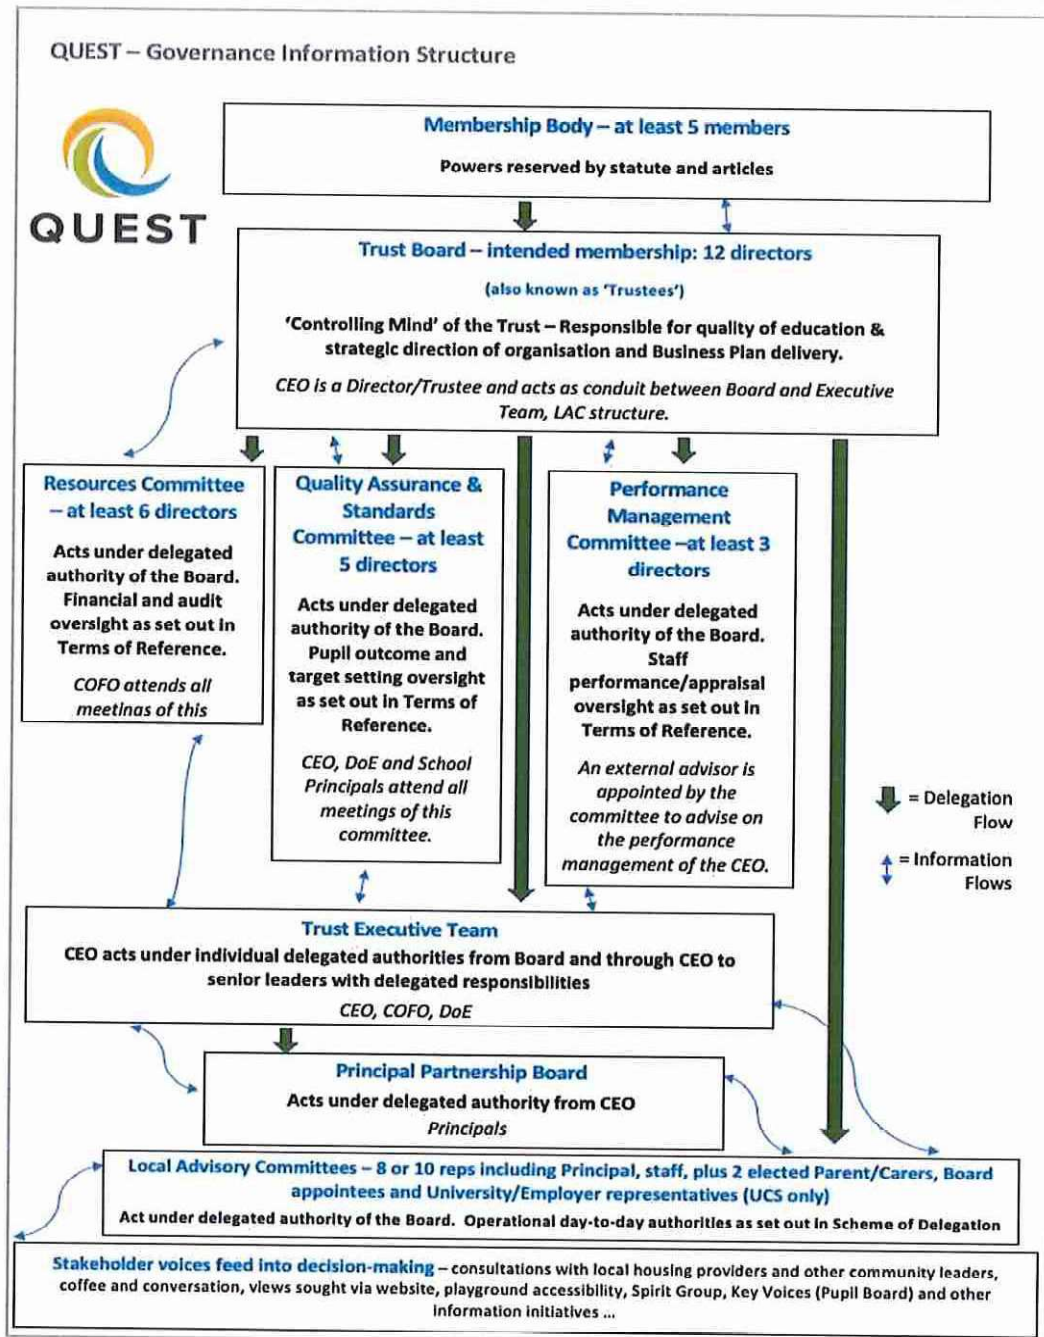 QUEST – Governance Information Structure
QUEST
Membership Body – at least 5 members
Powers reserved by statute and articles
Trust Board – intended membership: 12 directors
(also known as 'Trustees')
'Controlling Mind' of the Trust – Responsible for quality of education &
strategic direction of organisation and Business Plan delivery.
CEO is a Director/Trustee and acts as conduit between Board and Executive
Team, LAC structure.
Resources Committee
– at least 6 directors
Acts under delegated
authority of the Board.
Financial and audit
oversight as set out in
Terms of Reference.
COFO attends all
meetings of this
Quality Assurance &
Standards
Committee – at least
5 directors
Acts under delegated
authority of the Board.
Pupil outcome and
target setting oversight
as set out in Terms of
Reference.
CEO, DoE and School
Principals attend all
meetings of this
committee.
Performance
Management
Committee –at least 3
directors
Acts under delegated
authority of the Board.
Staff
performance/appraisal
oversight as set out in
Terms of Reference.
An external advisor is
appointed by the
committee to advise on
the performance
management of the CEO.
= Delegation
Flow
= Information
Flows
Trust Executive Team
CEO acts under individual delegated authorities from Board and through CEO to
senior leaders with delegated responsibilities
CEO, COFO, DoE
Principal Partnership Board
Acts under delegated authority from CEO
Principals
Local Advisory Committees – 8 or 10 reps including Principal, staff, plus 2 elected Parent/Carers, Board
appointees and University/Employer representatives (UCS only)
Act under delegated authority of the Board. Operational day-to-day authorities as set out in Scheme of Delegation
Stakeholder voices feed into decision-making – consultations with local housing providers and other community leaders,
coffee and conversation, views sought via website, playground accessibility, Spirit Group, Key Voices (Pupil Board) and other
information initiatives ...